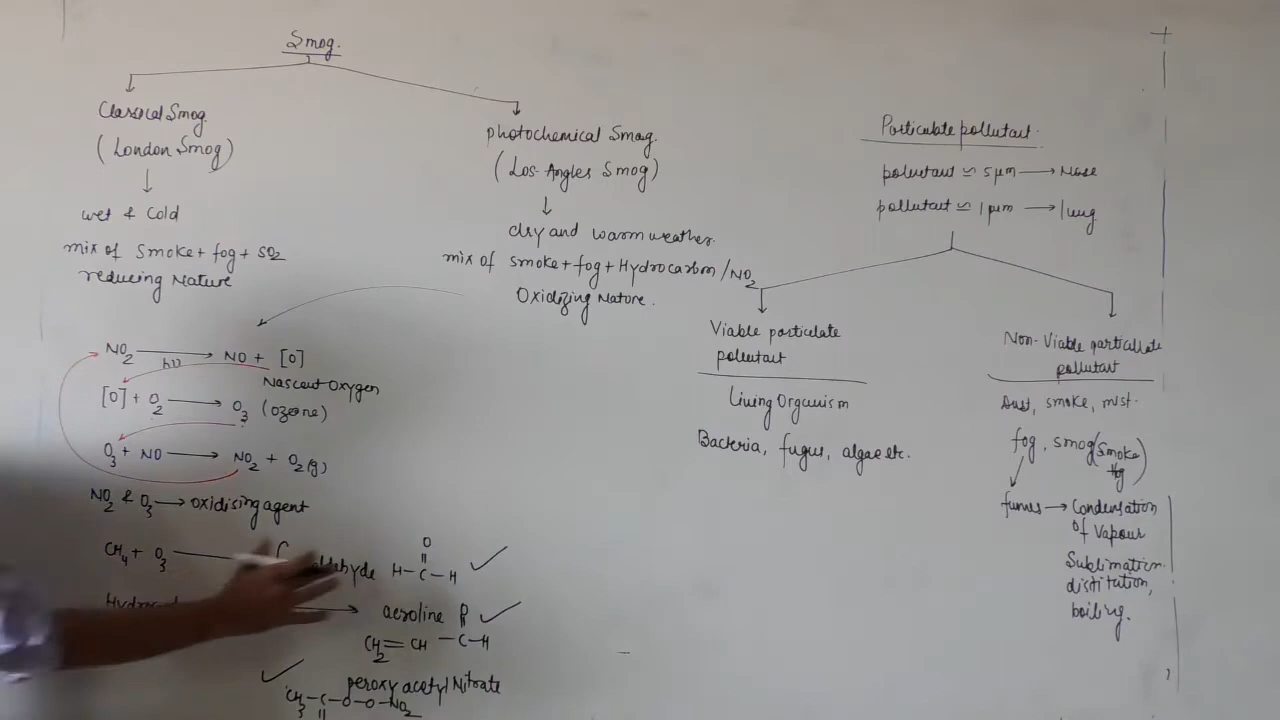 Smog.
Classical Smog.
(London Smog)
wet & cold
mix of smoke + fog + SO2
reducing Nature
photochemical Smog.
(Los-Angles Smog)
dry and warm weather.
mix of smoke + fog + Hydrocarbon / NO2
Oxidizing Nature.
NO2 hν NO + [O]
Nascent Oxygen
[O] + O2 → O3 (Ozone)
O3 + NO → NO2 + O2(g)
NO2 & O3 → oxidising agent
CH4 + O3
H-C-H
O
aeroline
CH2=CH-C-H
peroxy acetyl Nitrate
CH3-C-O-O-NO2
Particulate pollutant.
pollutant ≃ 5μm → Nose
pollutant ≃ 1μm → lung
Viable particulate
pollutant
Living Organism
Bacteria, fugus, algae etc.
Non-Viable particulate
pollutant
Dust, smoke, mist.
fog, smog (smoke
fog)
fumes → Condensation
of Vapour
Sublimation
distitation,
boiling.